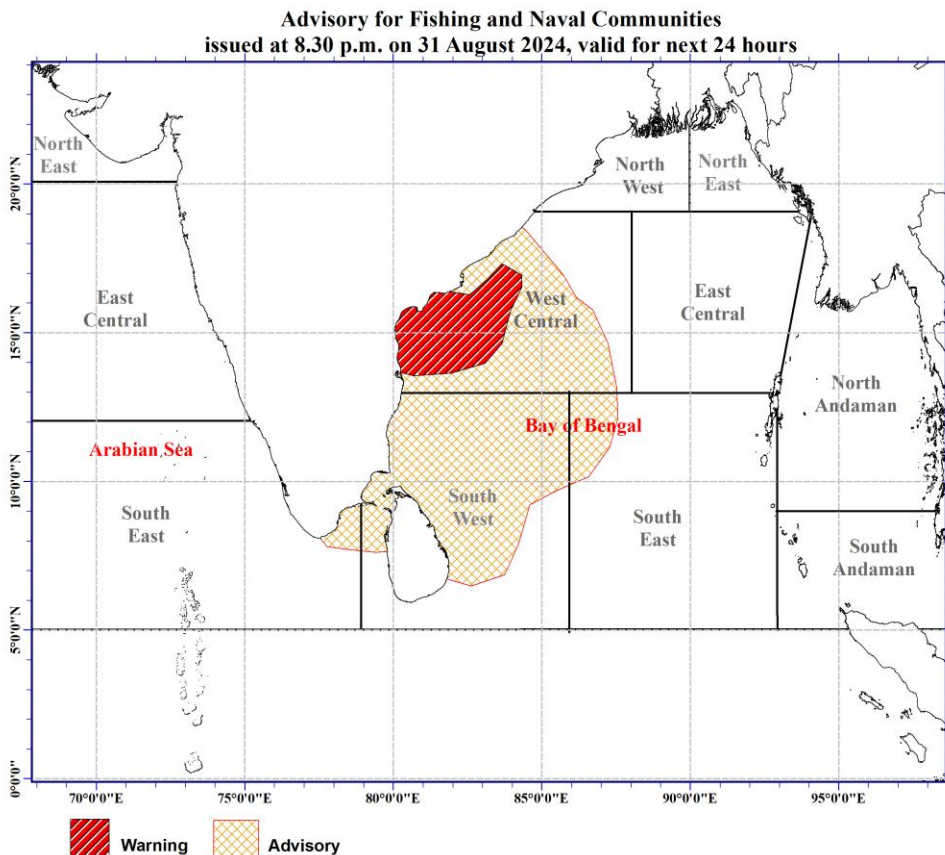 Advisory for Fishing and Naval Communities
issued at 8.30 p.m. on 31 August 2024, valid for next 24 hours
North
East
North
West
North
East
20°0'0"N
East
Central
West
Central
East
Central
15°0'0"N
North
Andaman
Bay of Bengal
Arabian Sea
10°0'0"N
South
East
South
West
South
East
South
Andaman
5°0'0"N
0°0'0"
70°0'0"E
75°0'0"E
80°0'0"E
85°0'0"E
90°0'0"E
95°0'0"E
Warning
Advisory